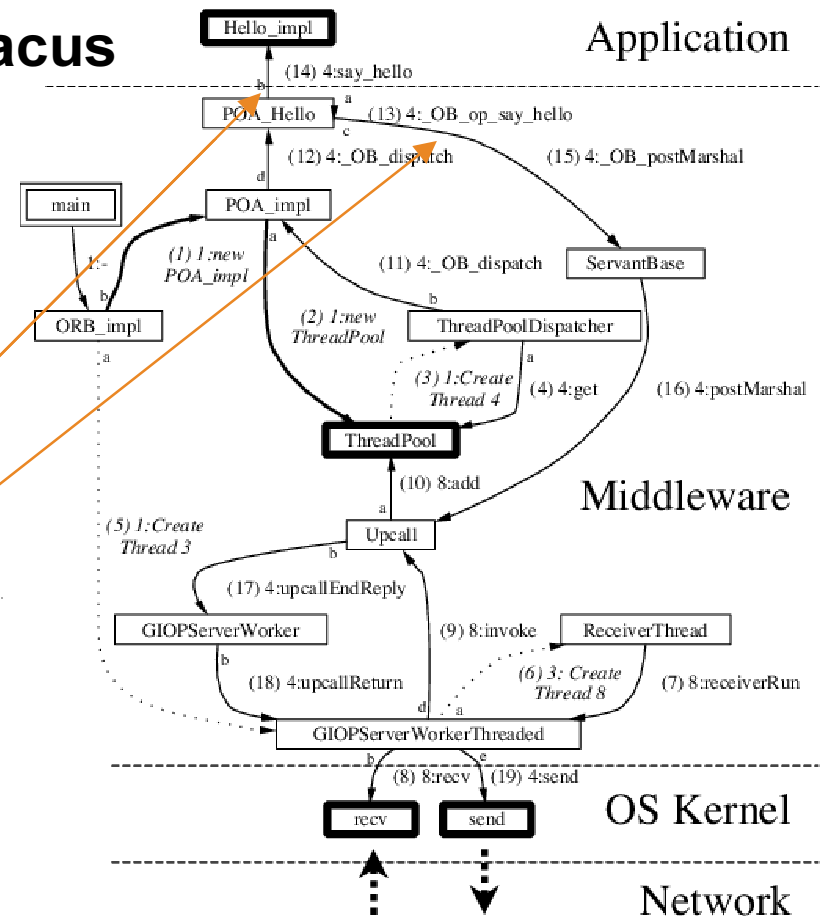 acus
Hello_impl
Application
(14) 4:say_hello
b
a
POA_Hello
(13) 4:_OB_op_say_hello
c
(12) 4:_OB_dispatch
(15) 4:_OB_postMarshal
d
main
POA_impl
a
(1) 1:new
POA_impl
1:-
(11) 4:_OB_dispatch
ServantBase
b
b
ORB_impl
(2) 1:new
ThreadPool
ThreadPoolDispatcher
a
a
(3) 1:Create
Thread 4
(4) 4:get
(16) 4:postMarshal
ThreadPool
(10) 8:add
Middleware
a
(5) 1:Create
Thread 3
Upcall
b
(17) 4:upcallEndReply
GIOPServerWorker
(9) 8:invoke
ReceiverThread
b
(18) 4:upcallReturn
(6) 3: Create
Thread 8
(7) 8:receiverRun
d
a
GIOPServerWorkerThreaded
b
e
(8) 8:recv
(19) 4:send
recv
send
OS Kernel
Network